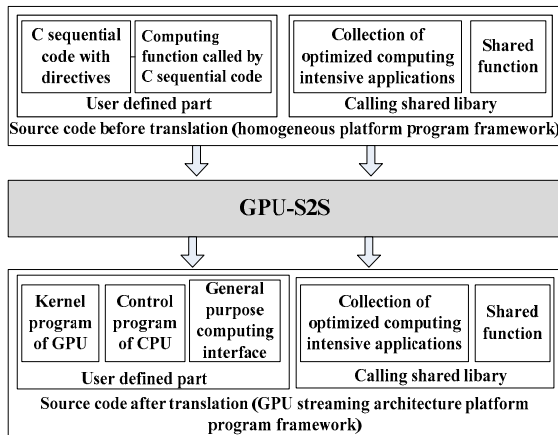 C sequential
code with
directives
Computing
function called by
C sequential code
User defined part
Collection of
optimized computing
intensive applications
Shared
function
Calling shared libary
Source code before translation (homogeneous platform program framework)
GPU-S2S
Kernel
program
of GPU
Control
program
of CPU
General
purpose
computing
interface
User defined part
Collection of
optimized computing
intensive applications
Shared
function
Calling shared libary
Source code after translation (GPU streaming architecture platform
program framework)